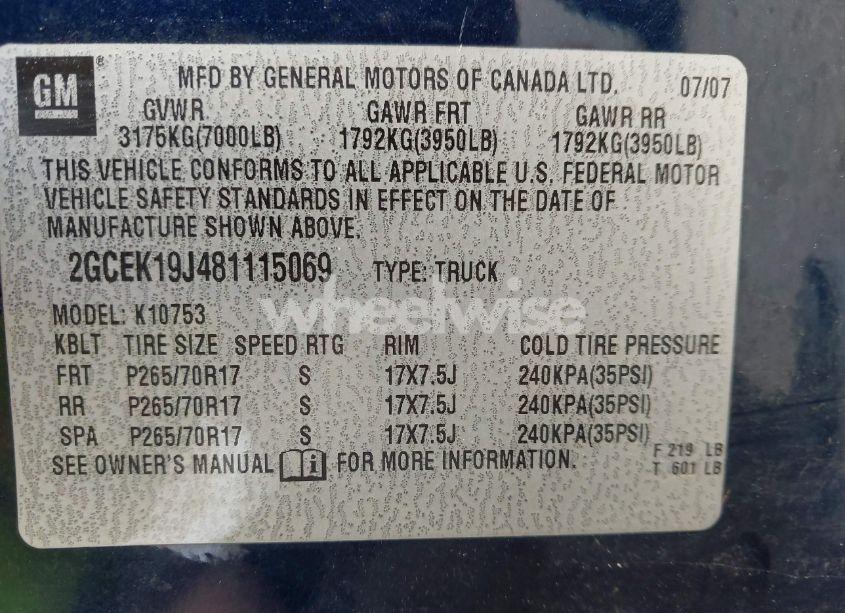 GM ®
MFD BY GENERAL MOTORS OF CANADA LTD. 07/07
GVWR GAWR FRT GAWR RR
3175KG(7000LB) 1792KG(3950LB) 1792KG(3950LB)
THIS VEHICLE CONFORMS TO ALL APPLICABLE U.S. FEDERAL MOTOR
VEHICLE SAFETY STANDARDS IN EFFECT ON THE DATE OF
MANUFACTURE SHOWN ABOVE.
2GCEK19J481115069 TYPE: TRUCK
wheelwise
MODEL: K10753
KBLT TIRE SIZE SPEED RTG RIM COLD TIRE PRESSURE
FRT P265/70R17 S 17X7.5J 240KPA(35PSI)
RR P265/70R17 S 17X7.5J 240KPA(35PSI)
SPA P265/70R17 S 17X7.5J 240KPA(35PSI)
SEE OWNER'S MANUAL i FOR MORE INFORMATION.
F 219 LB
T 601 LB